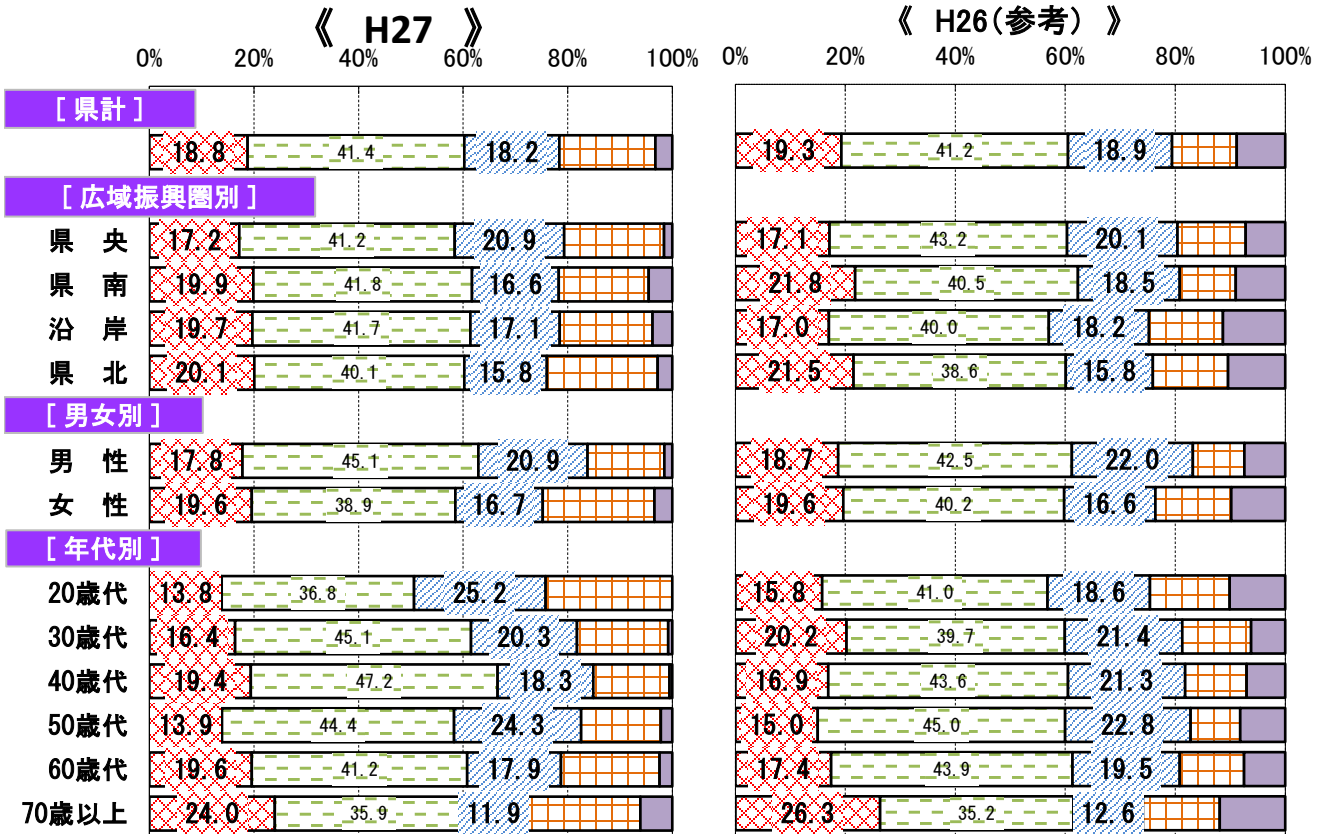 《 H27 》 《 H26(参考) 》
0% 20% 40% 60% 80% 100% 0% 20% 40% 60% 80% 100%
[ 県計 ]
18.8 41.4 18.2 19.3 41.2 18.9
[ 広域振興圏別 ]
県 央 17.2 41.2 20.9 17.1 43.2 20.1
県 南 19.9 41.8 16.6 21.8 40.5 18.5
沿 岸 19.7 41.7 17.1 17.0 40.0 18.2
県 北 20.1 40.1 15.8 21.5 38.6 15.8
[ 男女別 ]
男 性 17.8 45.1 20.9 18.7 42.5 22.0
女 性 19.6 38.9 16.7 19.6 40.2 16.6
[ 年代別 ]
20歳代 13.8 36.8 25.2 15.8 41.0 18.6
30歳代 16.4 45.1 20.3 20.2 39.7 21.4
40歳代 19.4 47.2 18.3 16.9 43.6 21.3
50歳代 13.9 44.4 24.3 15.0 45.0 22.8
60歳代 19.6 41.2 17.9 17.4 43.9 19.5
70歳以上 24.0 35.9 11.9 26.3 35.2 12.6